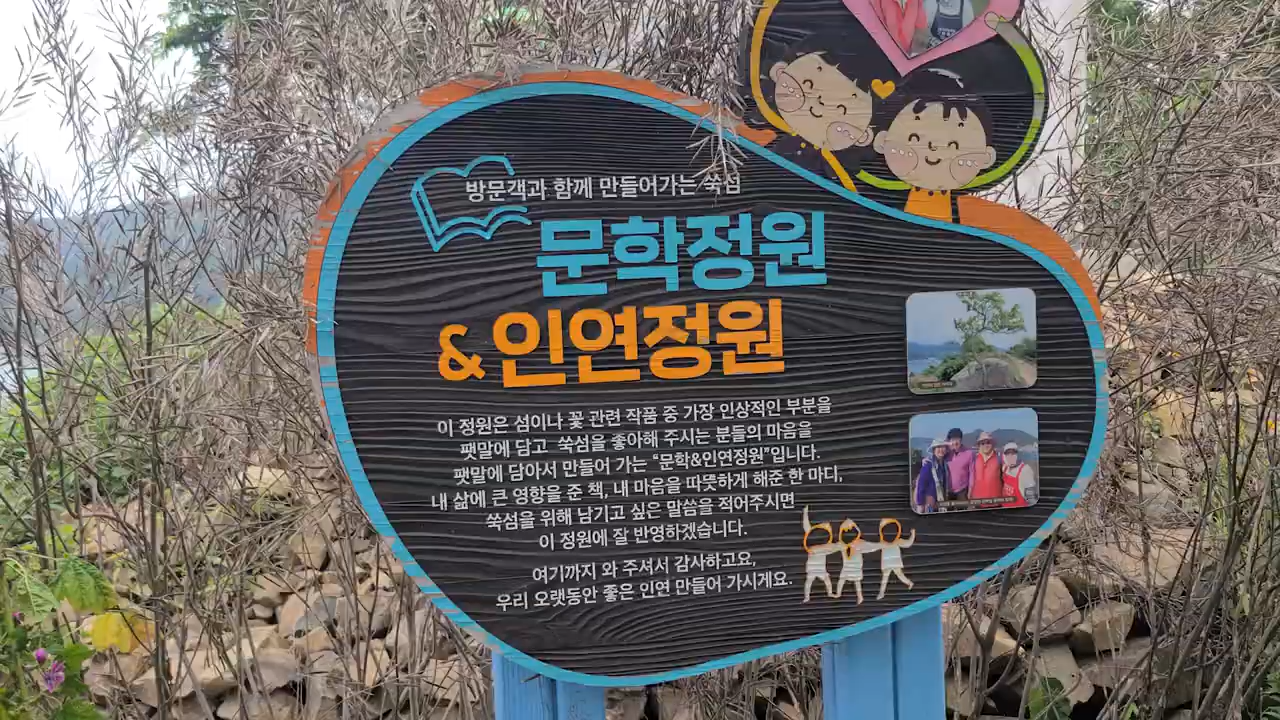 방문객과 함께 만들어가는 쑥섬
문학정원
&인연정원
이 정원은 섬이나 꽃 관련 작품 중 가장 인상적인 부분을
팻말에 담고 쑥섬을 좋아해 주시는 분들의 마음을
팻말에 담아서 만들어 가는 “문학&인연정원”입니다.
내 삶에 큰 영향을 준 책, 내 마음을 따뜻하게 해준 한 마디,
쑥섬을 위해 남기고 싶은 말씀을 적어주시면
이 정원에 잘 반영하겠습니다.
여기까지 와 주셔서 감사하고요,
우리 오랫동안 좋은 인연 만들어 가시게요.